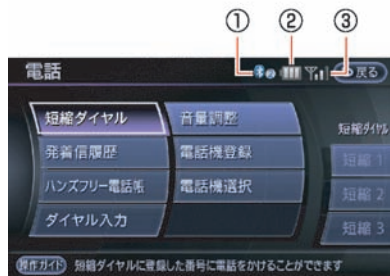 ① ② ③
電話 戻る
短縮ダイヤル 音量調整 短縮ダイヤル
発着信履歴 電話機登録 短縮 1
ハンズフリー電話帳 電話機選択 短縮 2
ダイヤル入力 短縮 3
操作ガイド 短縮ダイヤルに登録した番号に電話をかけることができます